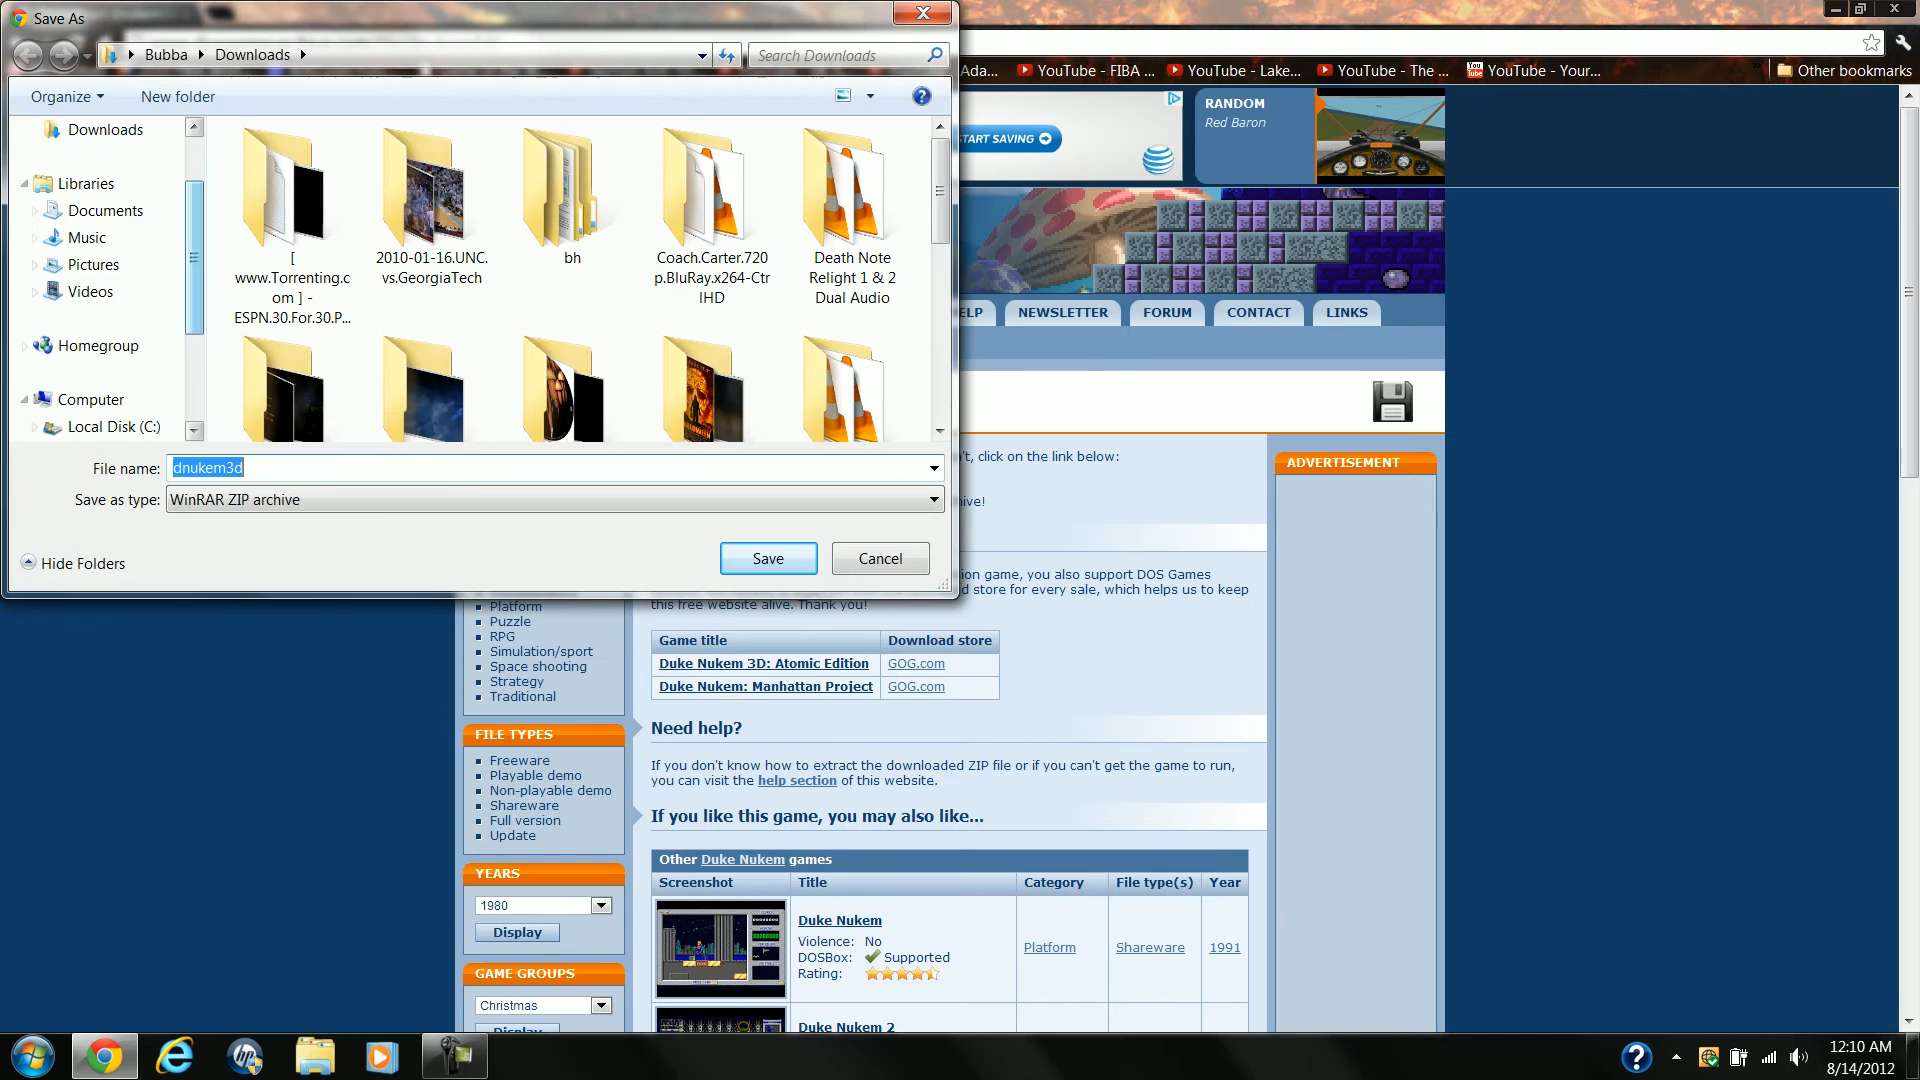 Save As
Bubba
Downloads
Search Downloads
Organize
New folder
Downloads
Libraries
Documents
Music
Pictures
Videos
Homegroup
Computer
Local Disk (C:)
[
www.Torrenting.c
om ] -
ESPN.30.For.30.P...
2010-01-16.UNC.
vs.GeorgiaTech
bh
Coach.Carter.720
p.BluRay.x264-Ctr
lHD
Death Note
Relight 1 & 2
Dual Audio
File name: dnukem3d
Save as type: WinRAR ZIP archive
Hide Folders
Save
Cancel
Ada...
YouTube - FIBA ...
YouTube - Lake...
YouTube - The ...
YouTube - Your...
Other bookmarks
START SAVING
RANDOM
Red Baron
ELP
NEWSLETTER
FORUM
CONTACT
LINKS
't, click on the link below:
ive!
ion game, you also support DOS Games
d store for every sale, which helps us to keep
this free website alive. Thank you!
ADVERTISEMENT
Platform
Puzzle
RPG
Simulation/sport
Space shooting
Strategy
Traditional
FILE TYPES
Freeware
Playable demo
Non-playable demo
Shareware
Full version
Update
YEARS
1980
Display
GAME GROUPS
Christmas
Display
Game title Download store
Duke Nukem 3D: Atomic Edition GOG.com
Duke Nukem: Manhattan Project GOG.com
Need help?
If you don't know how to extract the downloaded ZIP file or if you can't get the game to run,
you can visit the help section of this website.
If you like this game, you may also like...
Other Duke Nukem games
Screenshot Title Category File type(s) Year
Duke Nukem
Violence: No
DOSBox: Supported
Rating:
Platform
Shareware
1991
Duke Nukem 2
12:10 AM
8/14/2012